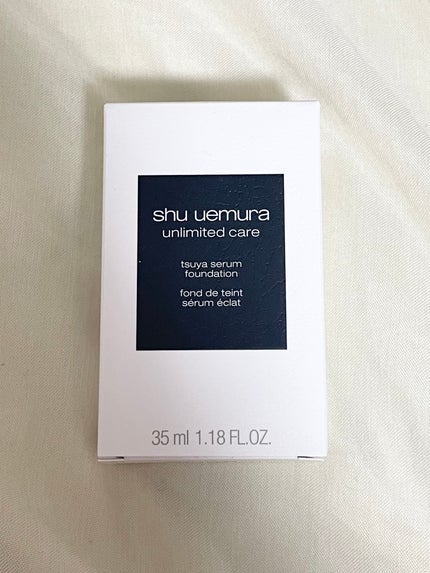 shu uemura
unlimited care
tsuya serum
foundation
fond de teint
sérum éclat
35 ml 1.18 FL.OZ.